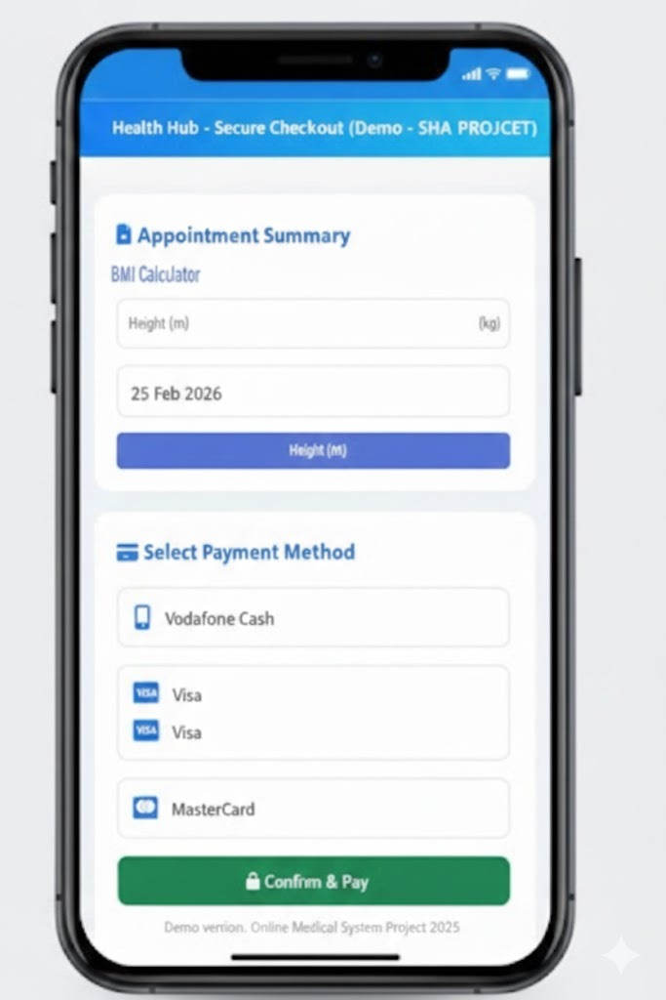 Health Hub - Secure Checkout (Demo - SHA PROJCET)
Appointment Summary
BMI Calculator
Height (m) (kg)
25 Feb 2026
Height (M)
Select Payment Method
Vodafone Cash
VISA Visa
VISA Visa
MasterCard
Confirm & Pay
Demo vertion. Online Medical System Project 2025